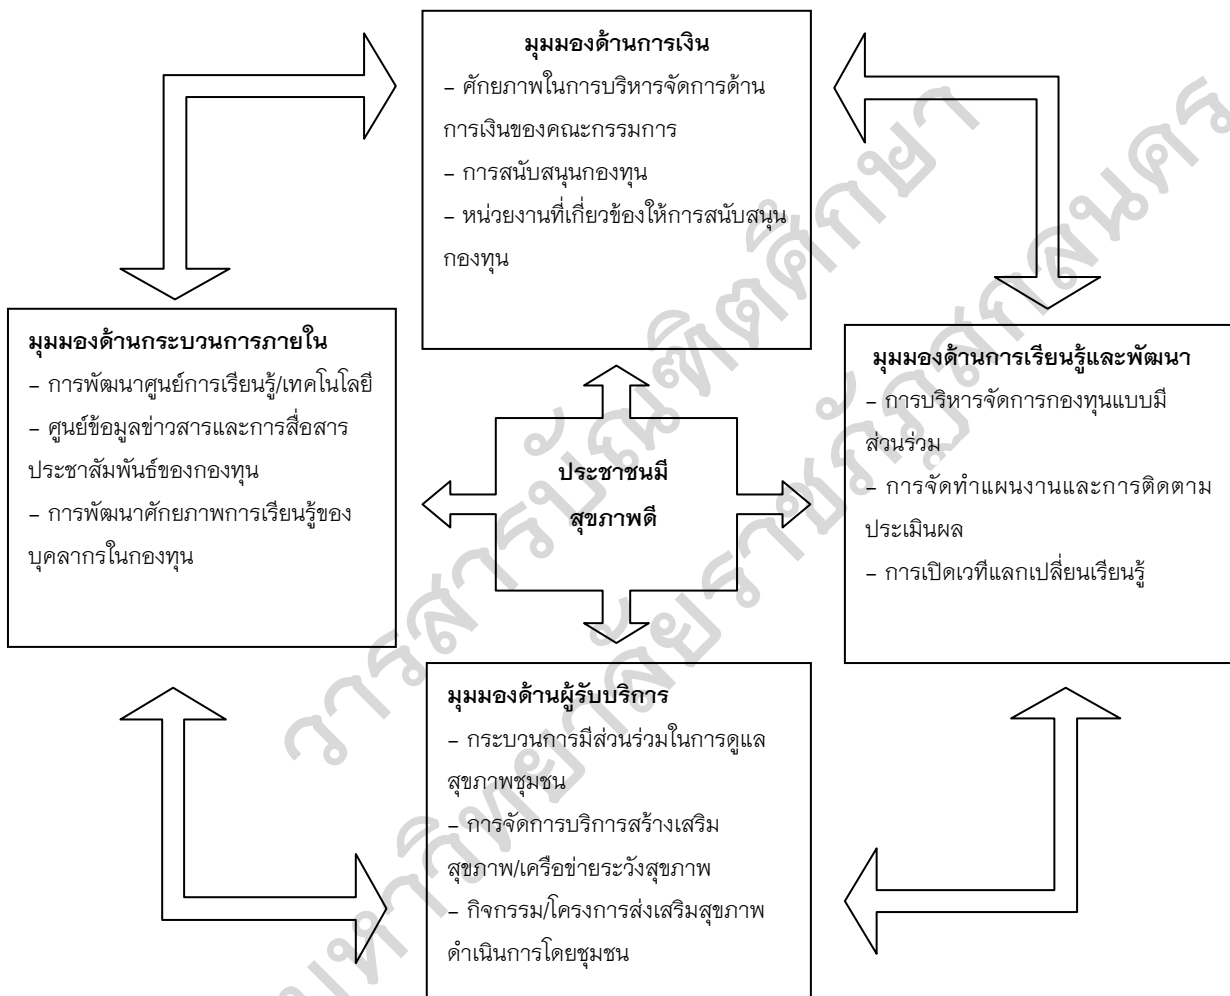 มุมมองด้านการเงิน
– ศักยภาพในการบริหารจัดการด้าน
การเงินของคณะกรรมการ
– การสนับสนุนกองทุน
– หน่วยงานที่เกี่ยวข้องให้การสนับสนุน
กองทุน
มุมมองด้านกระบวนการภายใน
– การพัฒนาศูนย์การเรียนรู้/เทคโนโลยี
– ศูนย์ข้อมูลข่าวสารและการสื่อสาร
ประชาสัมพันธ์ของกองทุน
– การพัฒนาศักยภาพการเรียนรู้ของ
บุคลากรในกองทุน
ประชาชนมี
สุขภาพดี
มุมมองด้านการเรียนรู้และพัฒนา
– การบริหารจัดการกองทุนแบบมี
ส่วนร่วม
– การจัดทำแผนงานและการติดตาม
ประเมินผล
– การเปิดเวทีแลกเปลี่ยนเรียนรู้
มุมมองด้านผู้รับบริการ
– กระบวนการมีส่วนร่วมในการดูแล
สุขภาพชุมชน
– การจัดการบริการสร้างเสริม
สุขภาพ/เครือข่ายระวังสุขภาพ
– กิจกรรม/โครงการส่งเสริมสุขภาพ
ดำเนินการโดยชุมชน
วารสารบัณฑิตศึกษา